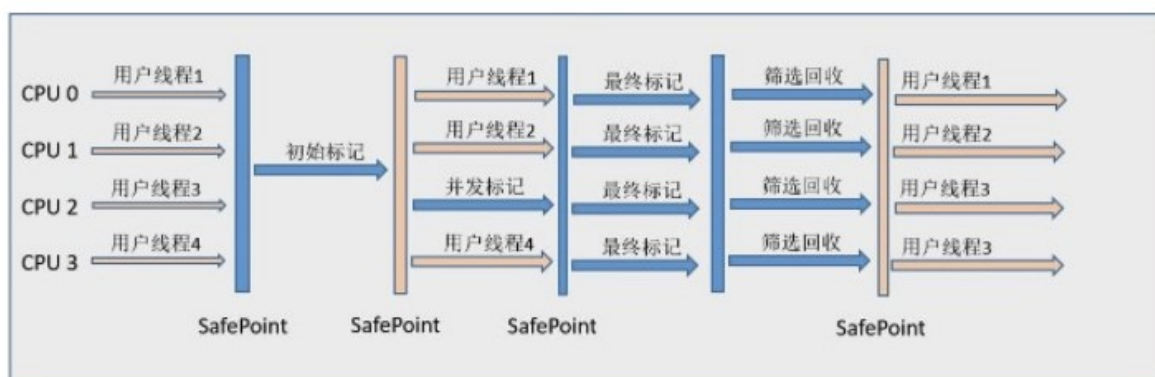 用户线程1 用户线程1 最终标记 筛选回收 用户线程1
CPU 0
用户线程2 用户线程2 最终标记 筛选回收 用户线程2
CPU 1
初始标记
用户线程3 并发标记 最终标记 筛选回收 用户线程3
CPU 2
用户线程4 用户线程4 最终标记 筛选回收 用户线程3
CPU 3
SafePoint SafePoint SafePoint SafePoint